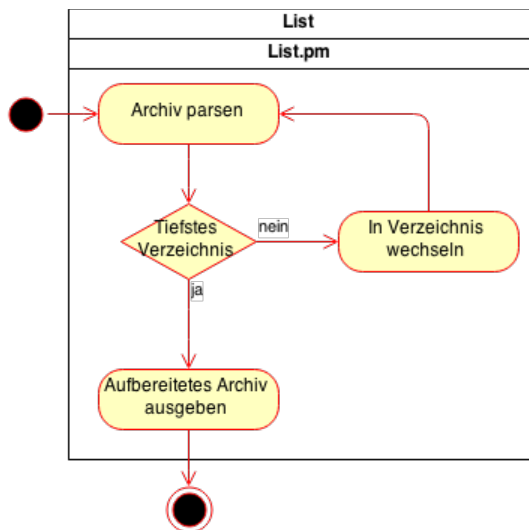 List
List.pm
Archiv parsen
Tiefstes
Verzeichnis
nein
In Verzeichnis
wechseln
ja
Aufbereitetes Archiv
ausgeben